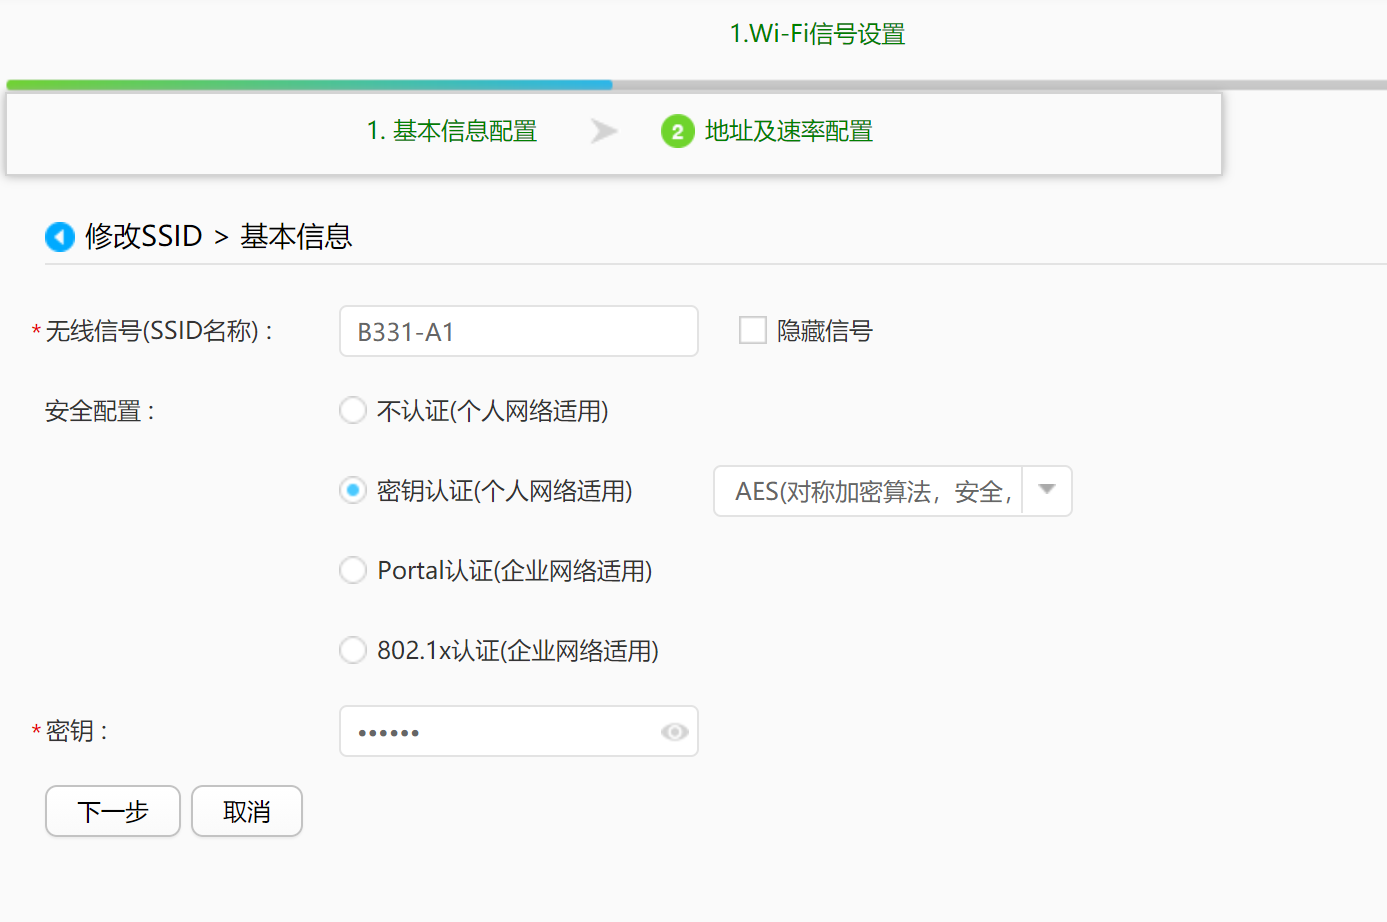 1.Wi-Fi信号设置
1. 基本信息配置 2 地址及速率配置
修改SSID > 基本信息
*无线信号(SSID名称) : B331-A1 隐藏信号
安全配置 : 不认证(个人网络适用)
密钥认证(个人网络适用) AES(对称加密算法，安全，
Portal认证(企业网络适用)
802.1x认证(企业网络适用)
*密钥 : ••••••
下一步 取消